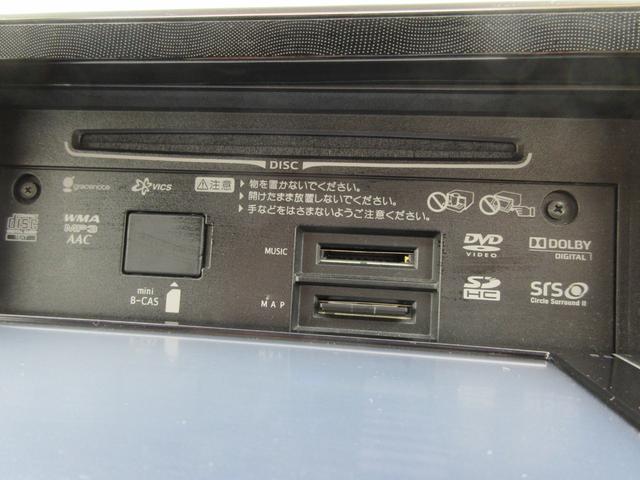 DISC
gracenote
VICS
注意
▶ 物を置かないでください。
▶ 開けたまま放置しないでください。
▶ 手などをはさまないようご注意ください。
disc
TEXT
WMA
MP3
AAC
mini
B-CAS
MUSIC
MAP
DVD
VIDEO
DOLBY
DIGITAL
SD
HC
SRS
Circle Surround II